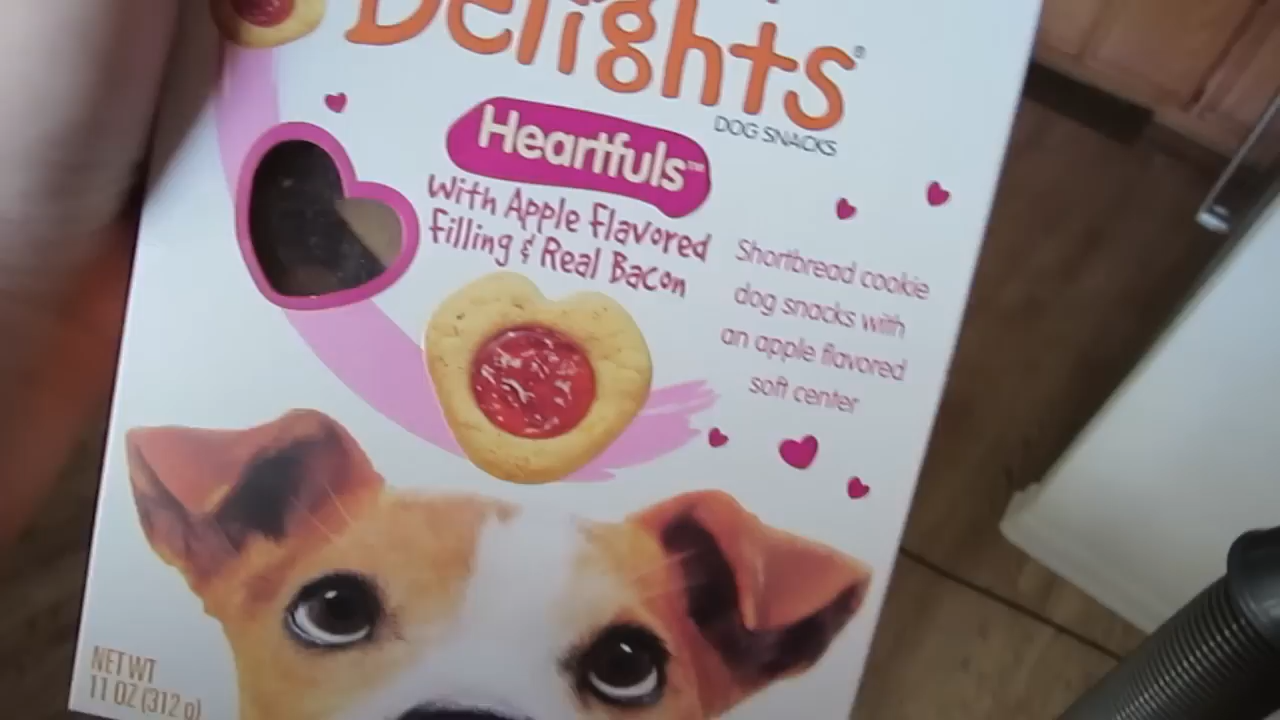 Delights®
DOG SNACKS
Heartfuls™
With Apple Flavored
Filling & Real Bacon
Shortbread cookie
dog snacks with
an apple flavored
soft center
NET WT
11 OZ (312 g)